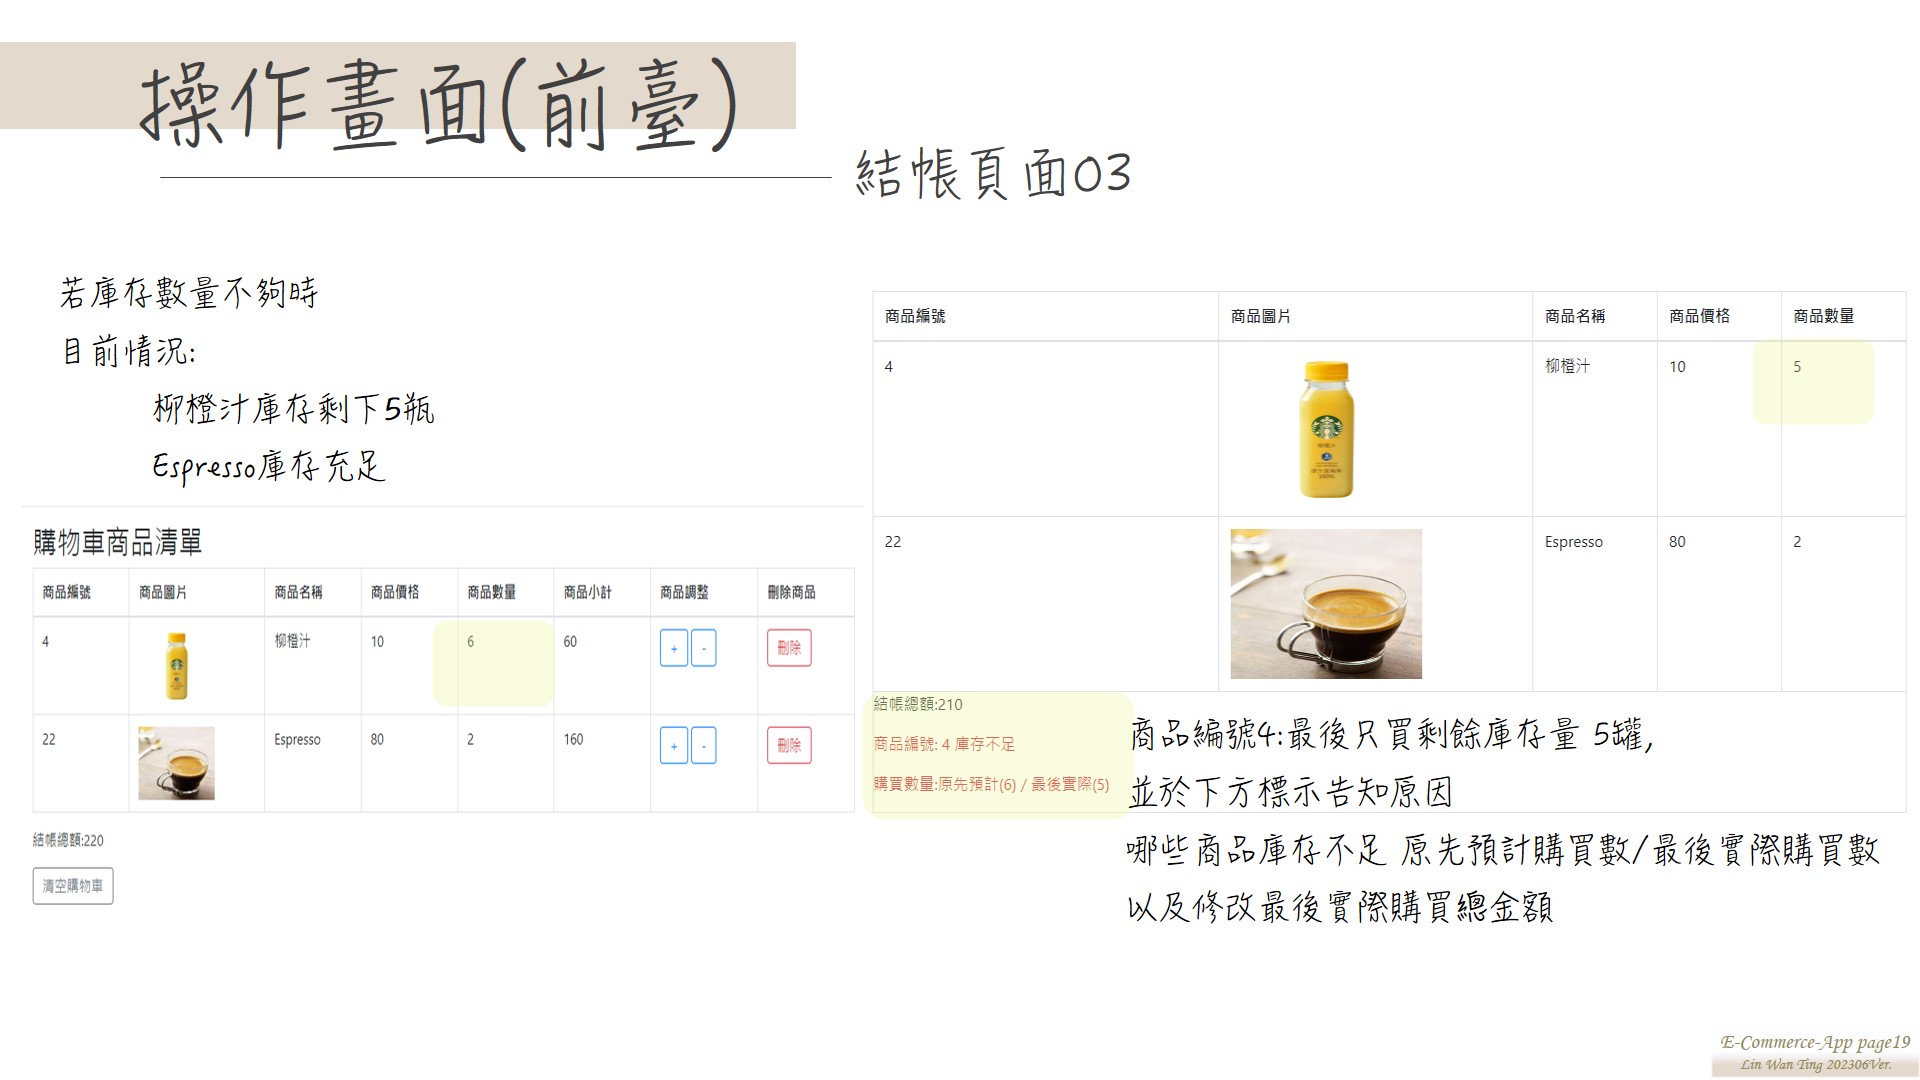 操作畫面(前臺)
結帳頁面03
若庫存數量不夠時
目前情況:
柳橙汁庫存剩下5瓶
Espresso庫存充足
購物車商品清單
商品編號 商品圖片 商品名稱 商品價格 商品數量 商品小計 商品調整 刪除商品
4 柳橙汁 10 6 60 + - 刪除
22 Espresso 80 2 160 + - 刪除
結帳總額:220
清空購物車
商品編號 商品圖片 商品名稱 商品價格 商品數量
4 柳橙汁 10 5
柳橙汁
100%
22 Espresso 80 2
結帳總額:210
商品編號: 4 庫存不足
購買數量:原先預計(6) / 最後實際(5)
商品編號4:最後只買剩餘庫存量 5罐,
並於下方標示告知原因
哪些商品庫存不足 原先預計購買數/最後實際購買數
以及修改最後實際購買總金額
E-Commerce-App page19
Lin Wan Ting 202306Ver.